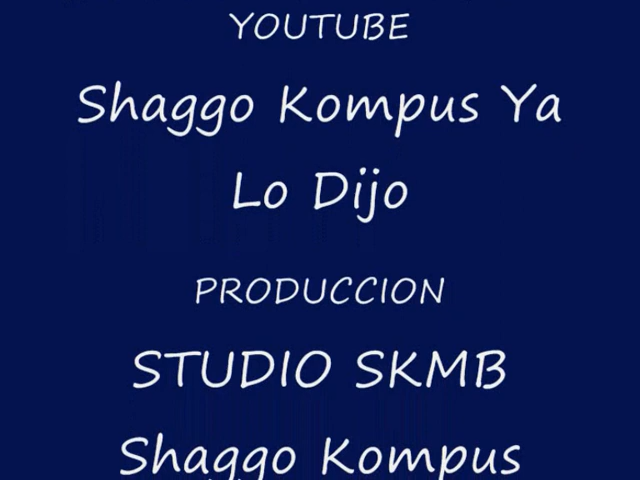 YOUTUBE
Shaggo Kompus Ya
Lo Dijo
PRODUCCION
STUDIO SKMB
Shaggo Kompus